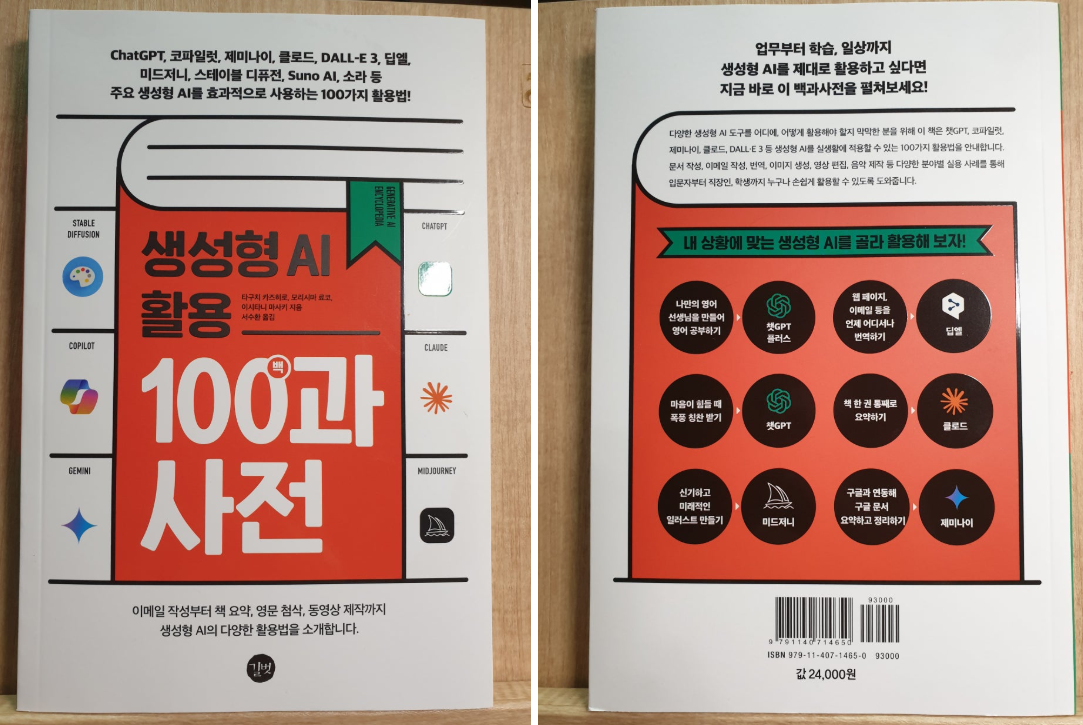 ChatGPT, 코파일럿, 제미나이, 클로드, DALL-E 3, 딥엘,
미드저니, 스테이블 디퓨전, Suno AI, 소라 등
주요 생성형 AI를 효과적으로 사용하는 100가지 활용법!
GENERATIVE AI
ENCYCLOPEDIA
STABLE
DIFFUSION
CHATGPT
생성형 AI
활용
타구치 카즈히로, 모리시마 료코,
이시타니 마사키 지음
서수환 옮김
COPILOT
CLAUDE
100과
백
사전
GEMINI
MIDJOURNEY
이메일 작성부터 책 요약, 영문 첨삭, 동영상 제작까지
생성형 AI의 다양한 활용법을 소개합니다.
길벗
업무부터 학습, 일상까지
생성형 AI를 제대로 활용하고 싶다면
지금 바로 이 백과사전을 펼쳐보세요!
다양한 생성형 AI 도구를 어디에, 어떻게 활용해야 할지 막막한 분을 위해 이 책은 챗GPT, 코파일럿,
제미나이, 클로드, DALL·E 3 등 생성형 AI를 실생활에 적용할 수 있는 100가지 활용법을 안내합니다.
문서 작성, 이메일 작성, 번역, 이미지 생성, 영상 편집, 음악 제작 등 다양한 분야별 실용 사례를 통해
입문자부터 직장인, 학생까지 누구나 손쉽게 활용할 수 있도록 도와줍니다.
내 상황에 맞는 생성형 AI를 골라 활용해 보자!
나만의 영어
선생님을 만들어
영어 공부하기
챗GPT
플러스
웹 페이지,
이메일 등을
언제 어디서나
번역하기
딥엘
마음이 힘들 때
폭풍 칭찬 받기
챗GPT
책 한 권 통째로
요약하기
클로드
신기하고
미래적인
일러스트 만들기
미드저니
구글과 연동해
구글 문서
요약하고 정리하기
제미나이
93000
9 791140 714650
ISBN 979-11-407-1465-0 93000
값 24,000원